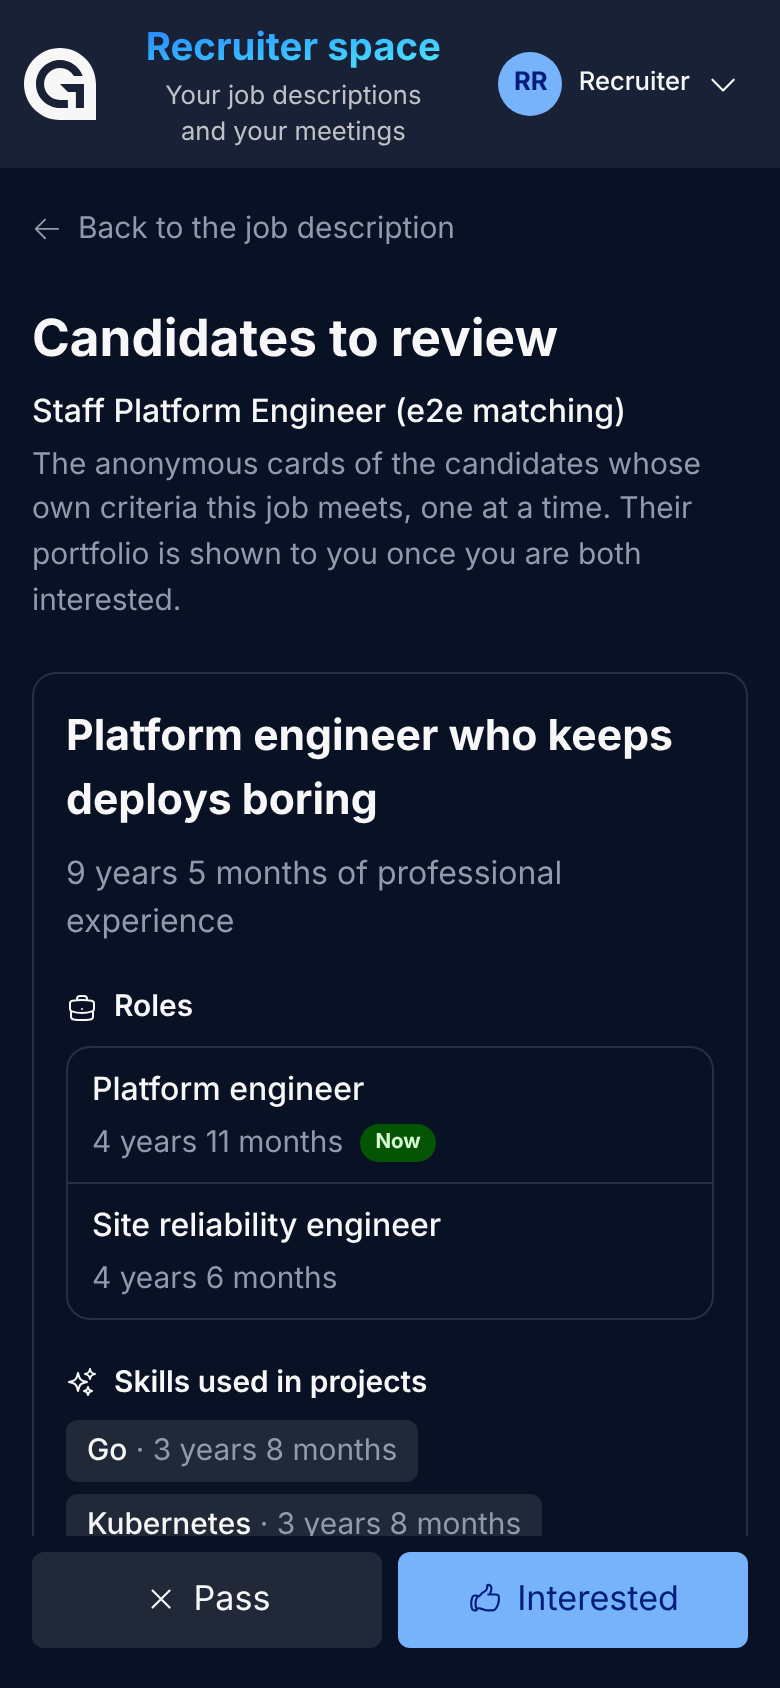 Recruiter space
Your job descriptions
and your meetings
RR
Recruiter
Back to the job description
Candidates to review
Staff Platform Engineer (e2e matching)
The anonymous cards of the candidates whose
own criteria this job meets, one at a time. Their
portfolio is shown to you once you are both
interested.
Platform engineer who keeps
deploys boring
9 years 5 months of professional
experience
Roles
Platform engineer
4 years 11 months Now
Site reliability engineer
4 years 6 months
Skills used in projects
Go · 3 years 8 months
Kubernetes · 3 years 8 months
Pass
Interested